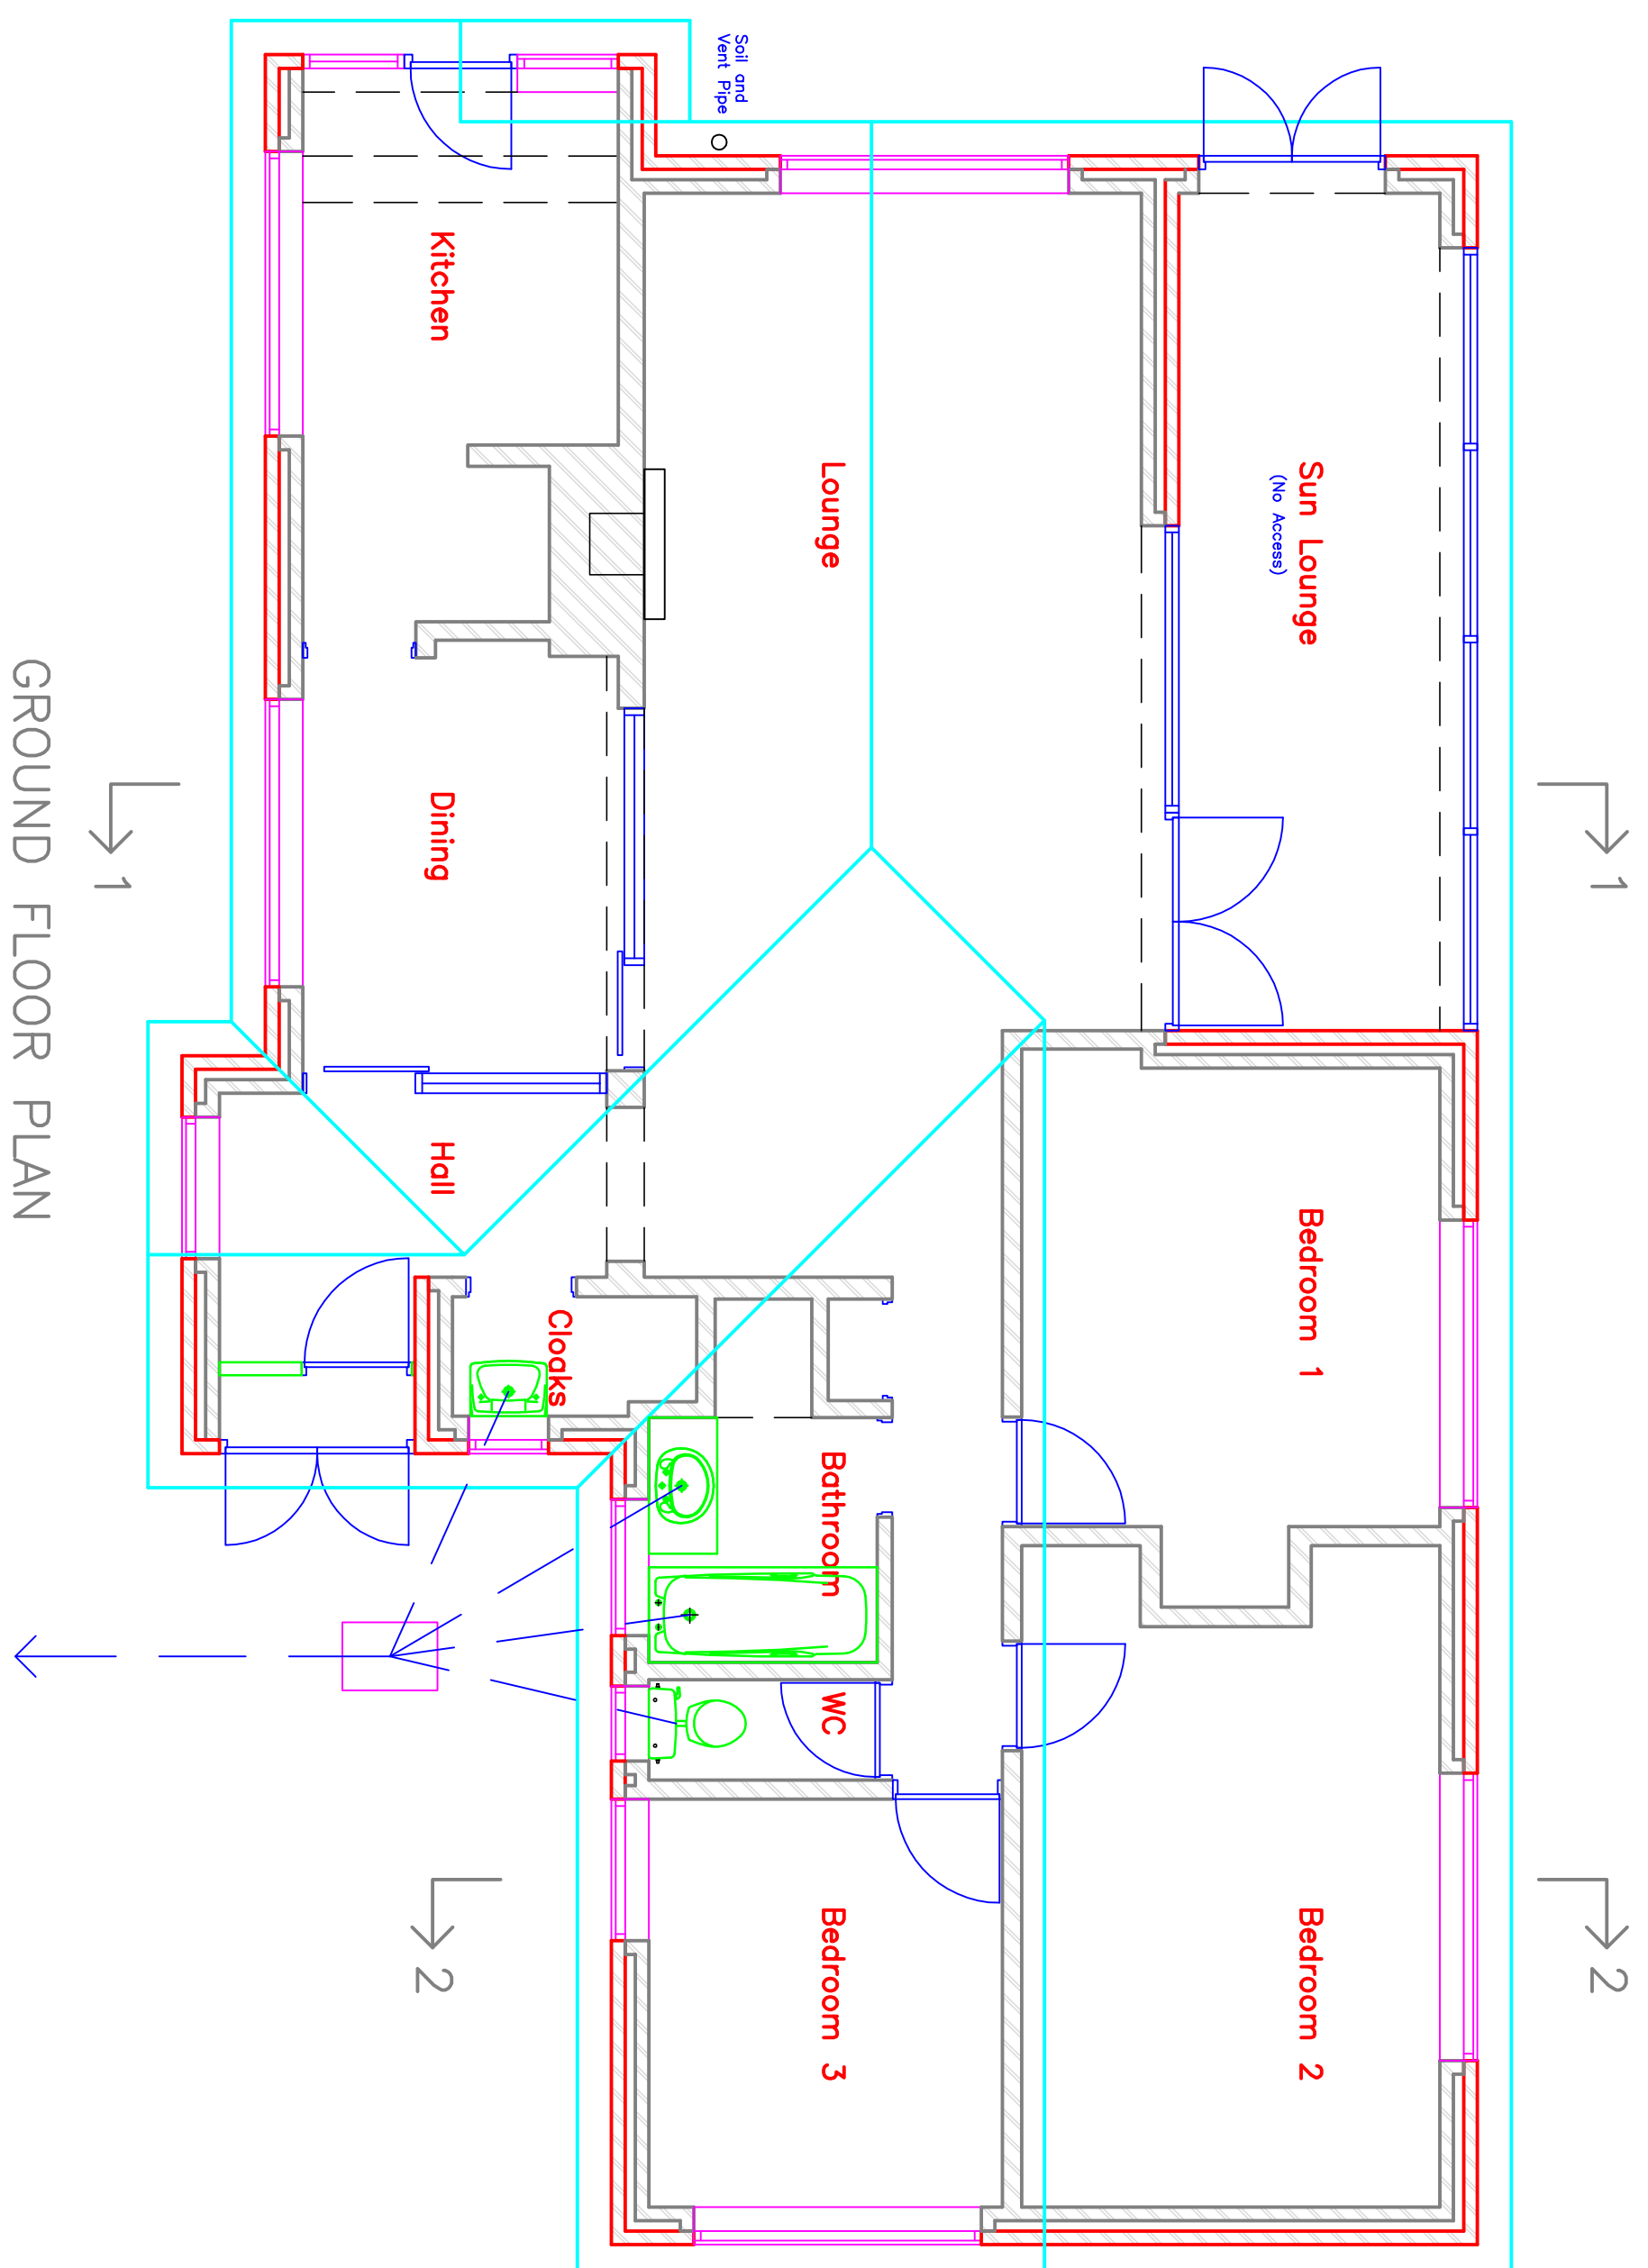 1
2
Sun Lounge
(No Access)
Bedroom 1
Bedroom 2
Soil and
Vent Pipe
Lounge
Bathroom
WC
Bedroom 3
Cloaks
Kitchen
Dining
Hall
2
1
GROUND FLOOR PLAN